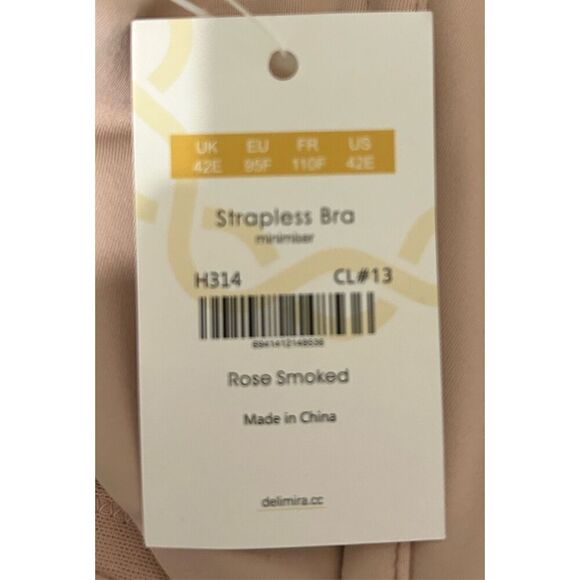 UK EU FR US
42E 95F 110F 42E
Strapless Bra
minimiser
H314 CL#13
Rose Smoked
Made in China
delimira.cc